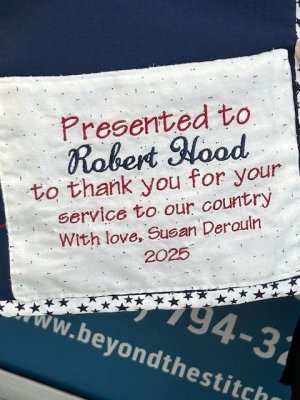 Presented to
Robert Hood
to thank you for your
service to our country
With love, Susan Derouin
2025
794-32
www.beyondthestitche